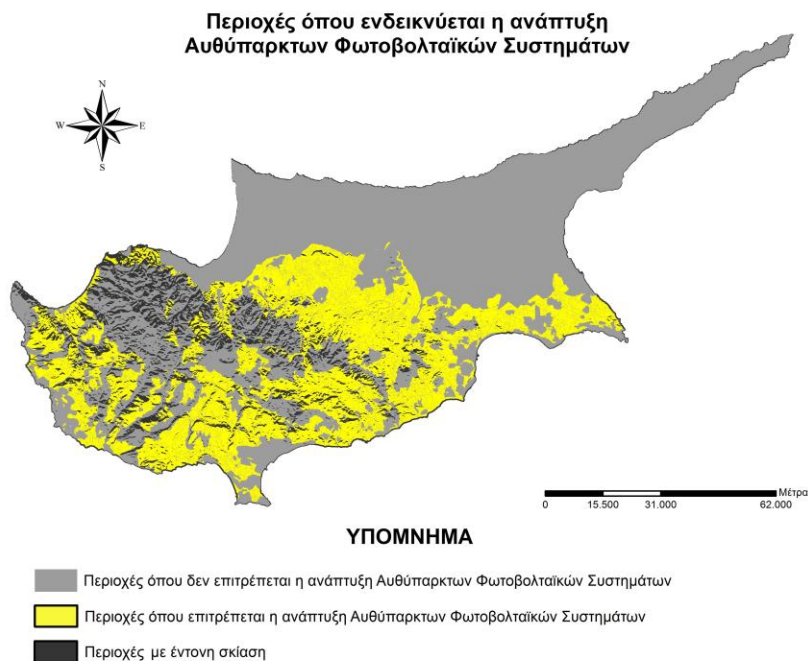 Περιοχές όπου ενδεικνύεται η ανάπτυξη
Αυθύπαρκτων Φωτοβολταϊκών Συστημάτων
N
W E
S
Μέτρα
0 15.500 31.000 62.000
ΥΠΟΜΝΗΜΑ
Περιοχές όπου δεν επιτρέπεται η ανάπτυξη Αυθύπαρκτων Φωτοβολταϊκών Συστημάτων
Περιοχές όπου επιτρέπεται η ανάπτυξη Αυθύπαρκτων Φωτοβολταϊκών Συστημάτων
Περιοχές με έντονη σκίαση